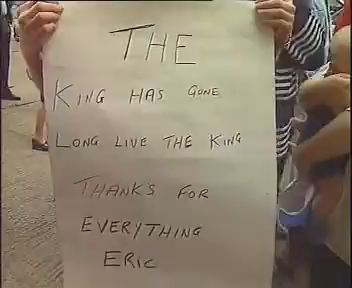 THE
KING HAS GONE
LONG LIVE THE KING
THANKS FOR
EVERYTHING
ERIC